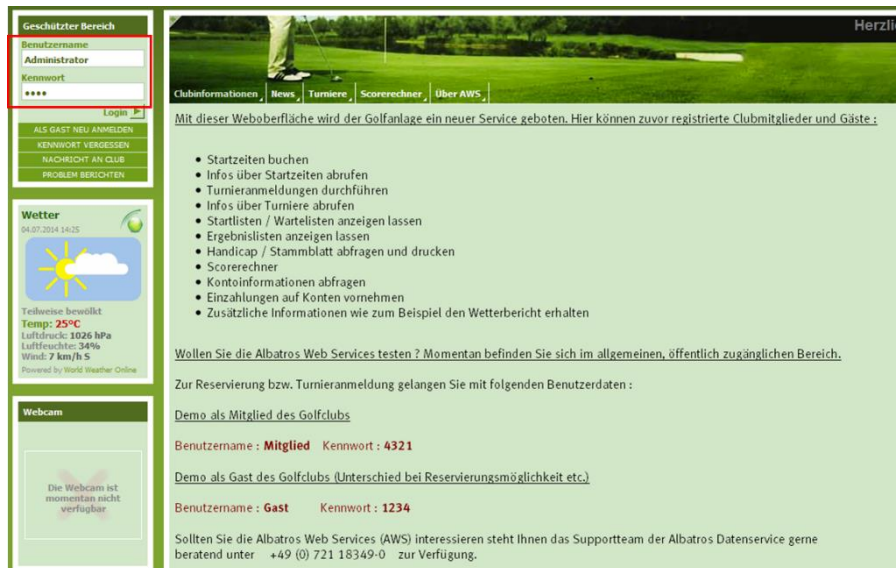 Geschützter Bereich
Benutzername
Administrator
Kennwort
••••
Login
ALS GAST NEU ANMELDEN
KENNWORT VERGESSEN
NACHRICHT AN CLUB
PROBLEM BERICHTEN
Wetter
04.07.2014 14:25
Teilweise bewölkt
Temp: 25°C
Luftdruck: 1026 hPa
Luftfeuchte: 34%
Wind: 7 km/h S
Powered by World Weather Online
Webcam
Die Webcam ist
momentan nicht
verfügbar
Clubinformationen News Turniere Scorerechner Über AWS
Mit dieser Weboberfläche wird der Golfanlage ein neuer Service geboten. Hier können zuvor registrierte Clubmitglieder und Gäste :
• Startzeiten buchen
• Infos über Startzeiten abrufen
• Turnieranmeldungen durchführen
• Infos über Turniere abrufen
• Startlisten / Wartelisten anzeigen lassen
• Ergebnislisten anzeigen lassen
• Handicap / Stammblatt abfragen und drucken
• Scorerechner
• Kontoinformationen abfragen
• Einzahlungen auf Konten vornehmen
• Zusätzliche Informationen wie zum Beispiel den Wetterbericht erhalten
Wollen Sie die Albatros Web Services testen ? Momentan befinden Sie sich im allgemeinen, öffentlich zugänglichen Bereich.
Zur Reservierung bzw. Turnieranmeldung gelangen Sie mit folgenden Benutzerdaten :
Demo als Mitglied des Golfclubs
Benutzername : Mitglied Kennwort : 4321
Demo als Gast des Golfclubs (Unterschied bei Reservierungsmöglichkeit etc.)
Benutzername : Gast Kennwort : 1234
Sollten Sie die Albatros Web Services (AWS) interessieren steht Ihnen das Supportteam der Albatros Datenservice gerne
beratend unter +49 (0) 721 18349-0 zur Verfügung.